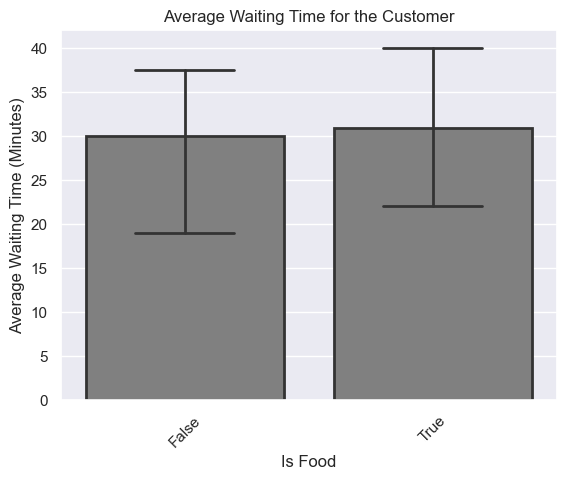 Average Waiting Time for the Customer
Average Waiting Time (Minutes)
40
35
30
25
20
15
10
5
0
False
True
Is Food